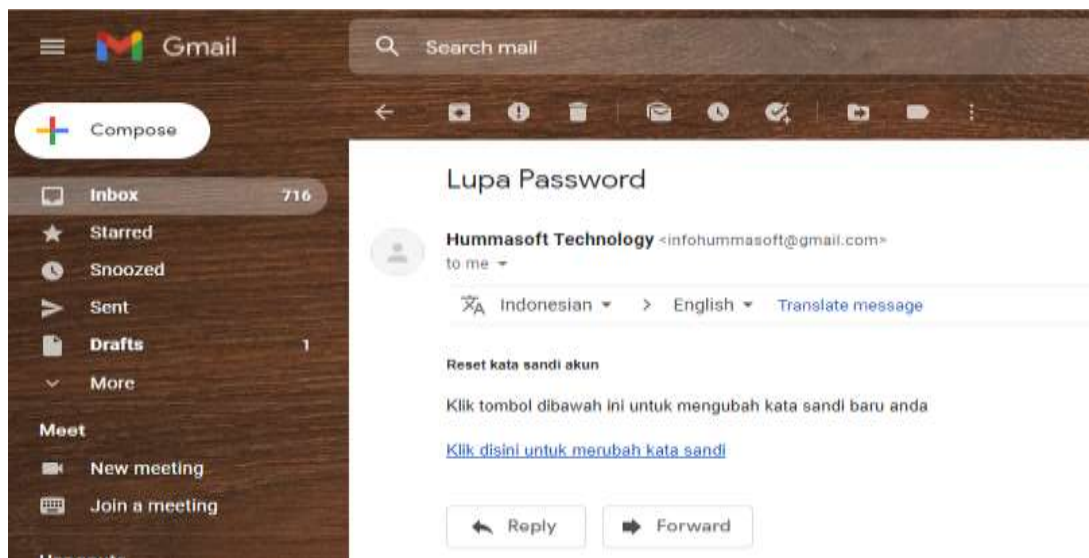 Gmail
Search mail
Compose
Inbox 716
Starred
Snoozed
Sent
Drafts 1
More
Meet
New meeting
Join a meeting
Lupa Password
Hummasoft Technology <infohummasoft@gmail.com>
to me
Indonesian > English Translate message
Reset kata sandi akun
Klik tombol dibawah ini untuk mengubah kata sandi baru anda
Klik disini untuk merubah kata sandi
Reply Forward